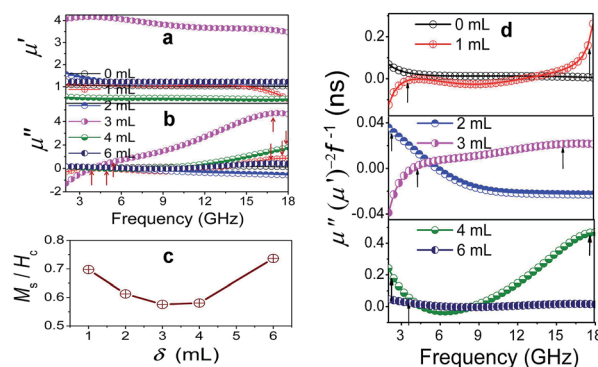 μ′
4
3
2
1
a
0 mL
1 mL
2 mL
3 mL
4 mL
6 mL
μ″
4
2
0
-2
b
3 6 9 12 15 18
Frequency (GHz)
M_s / H_c
0.8
0.7
0.6
0.5
c
1 2 3 4 5 6
δ (mL)
μ″ (μ′)⁻² f⁻¹ (ns)
d
0 mL
1 mL
0.2
0.0
2 mL
3 mL
0.04
0.00
-0.04
4 mL
6 mL
0.4
0.2
0.0
3 6 9 12 15 18
Frequency (GHz)